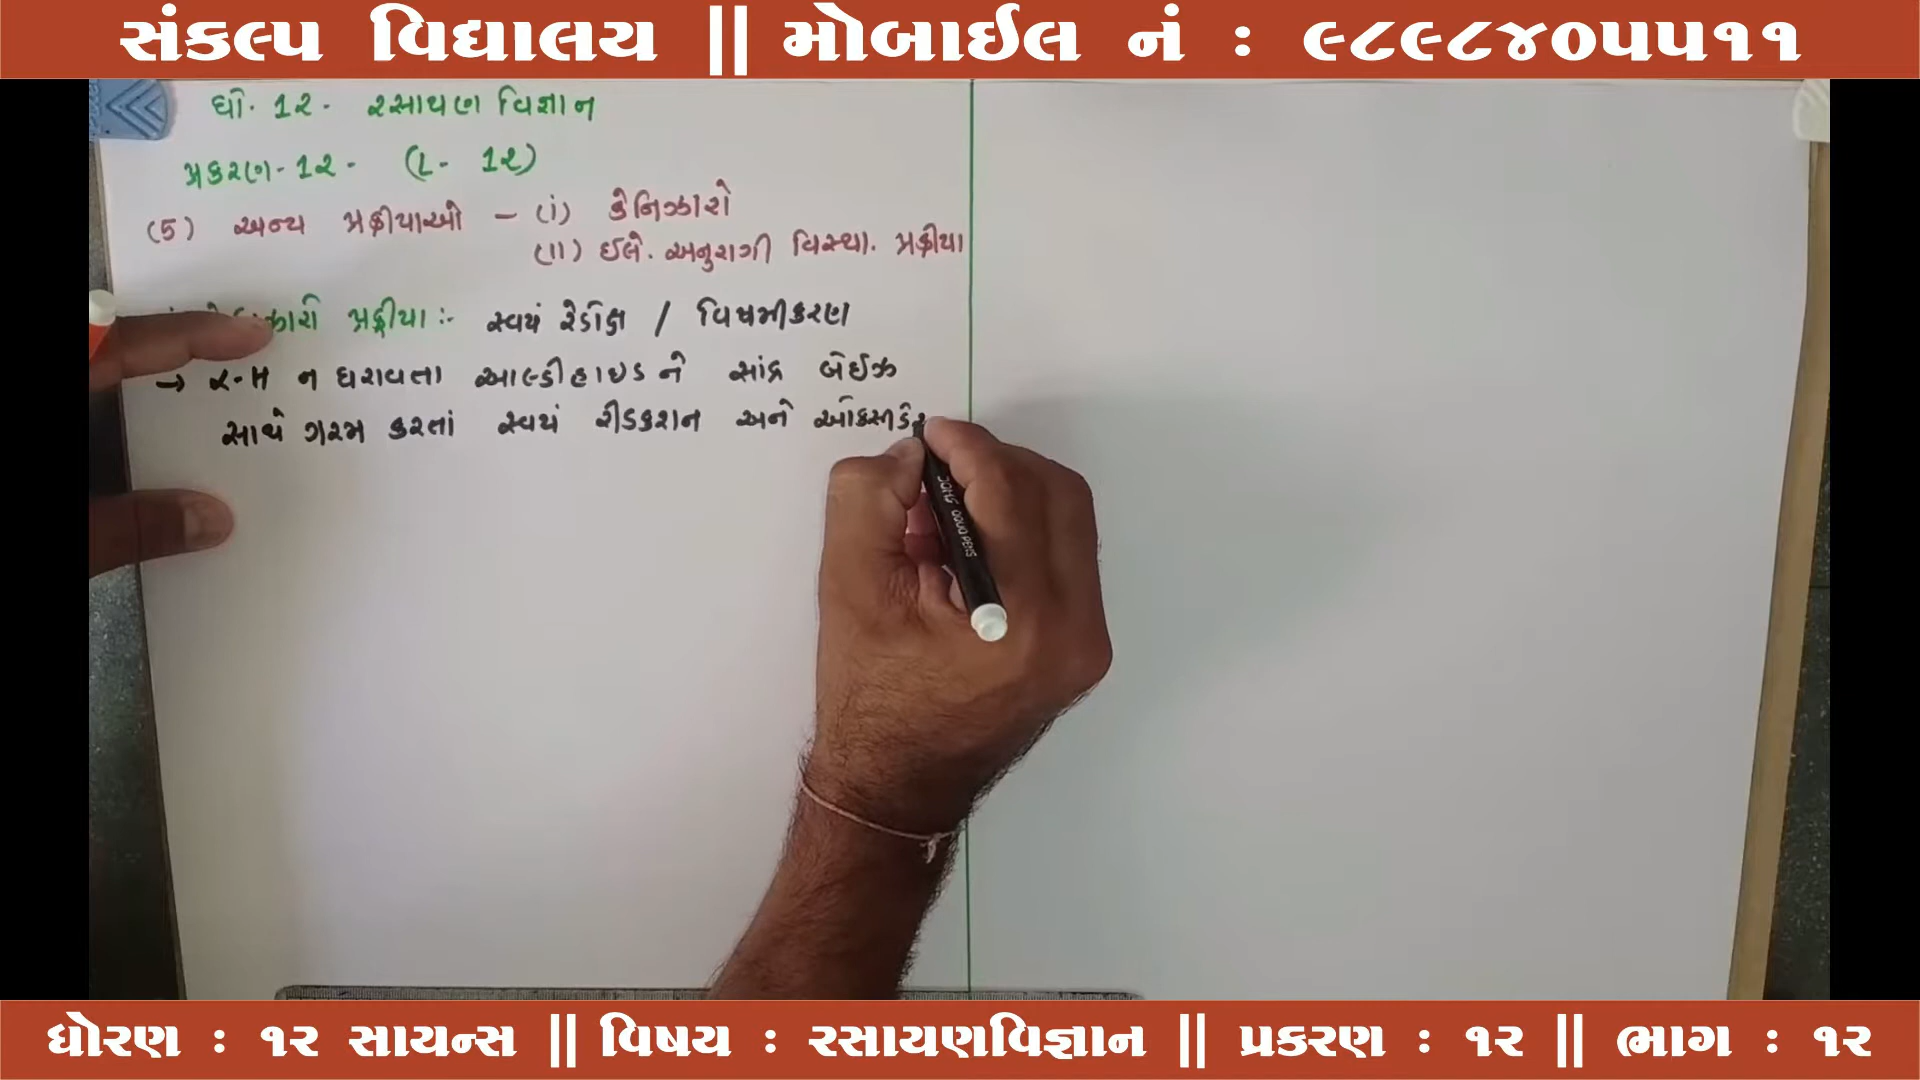 સંકલ્પ વિદ્યાલય || મોબાઈલ નં : ૯૮૯૮૪૦૫૫૧૧
ધો. 12 - રસાયણ વિજ્ઞાન
પ્રકરણ - 12 - (L - 12)
(5) અન્ય પ્રક્રીયાઓ - (i) કેનિઝારો
(ii) ઈલે. અનુરાગી વિસ્થા. પ્રક્રીયા
પ્રક્રીયા :- સ્વયં રેડોક્ષ / વિષમીકરણ
→ α-H ન ધરાવતા આલ્ડીહાઇડ ને સાંદ્ર બેઈઝ
સાથે ગરમ કરતાં સ્વયં રીડકશન અને
SHOC
ધોરણ : ૧૨ સાયન્સ || વિષય : રસાયણવિજ્ઞાન || પ્રકરણ : ૧૨ || ભાગ : ૧૨